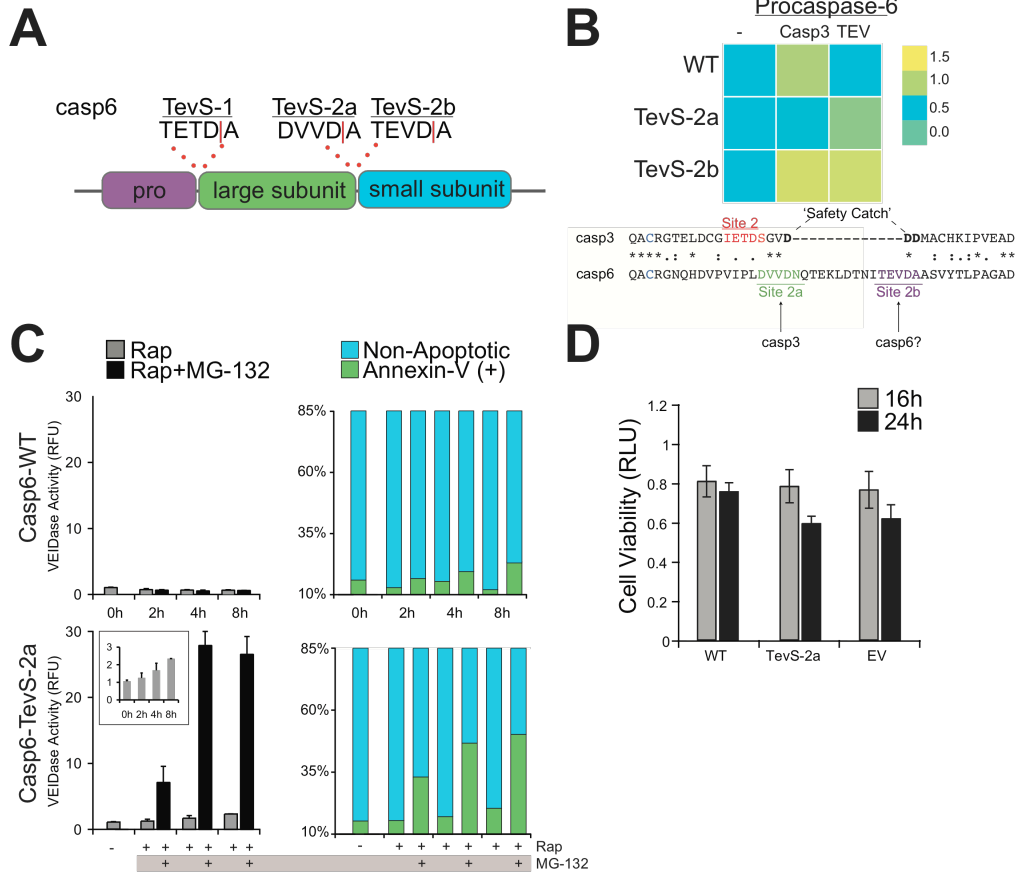 A
casp6
TevS-1
TevS-2a
TevS-2b
TETD|A
DVVD|A
TEVD|A
pro
large subunit
small subunit
B
Procaspase-6
-
Casp3
TEV
WT
TevS-2a
TevS-2b
1.5
1.0
0.5
0.0
'Safety Catch'
Site 2
casp3
QACRGTELDCGIETDSGVD------------DDMACHKIPVEAD
****.:.* : . ** * .:.:*:. **
casp6
QACRGNQHDVPVIPLDVVDNQTEKLDTNITEVDAASVYTLPAGAD
Site 2a
Site 2b
casp3
casp6?
C
Rap
Rap+MG-132
Non-Apoptotic
Annexin-V (+)
Casp6-WT
VEIDase Activity (RFU)
30
20
10
0
0h
2h
4h
8h
85%
60%
35%
10%
0h
2h
4h
8h
Casp6-TevS-2a
VEIDase Activity (RFU)
30
20
10
0
3
2
1
0
0h
2h
4h
8h
85%
60%
35%
10%
- + + + + + +
+ + +
- + + + + + + Rap
+ + + MG-132
D
16h
24h
Cell Viability (RLU)
1.2
1
0.8
0.6
0.4
0.2
0
WT
TevS-2a
EV